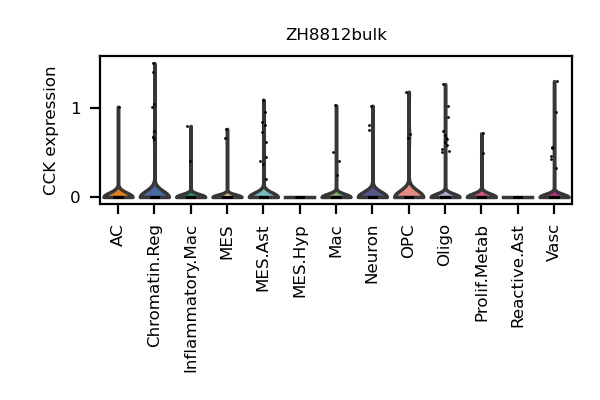 ZH8812bulk
CCK expression
1
0
AC
Chromatin.Reg
Inflammatory.Mac
MES
MES.Ast
MES.Hyp
Mac
Neuron
OPC
Oligo
Prolif.Metab
Reactive.Ast
Vasc